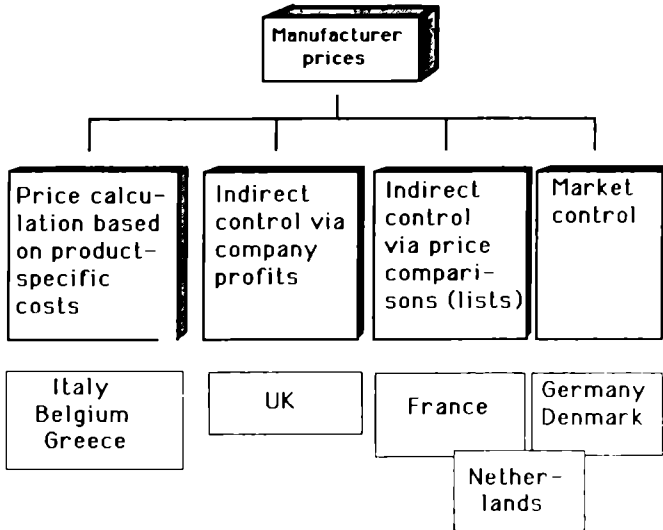 Manufacturer
prices
Price calcu-
lation based
on product-
specific
costs
Indirect
control via
company
profits
Indirect
control
via price
compari-
sons (lists)
Market
control
Italy
Belgium
Greece
UK
France
Germany
Denmark
Nether-
lands